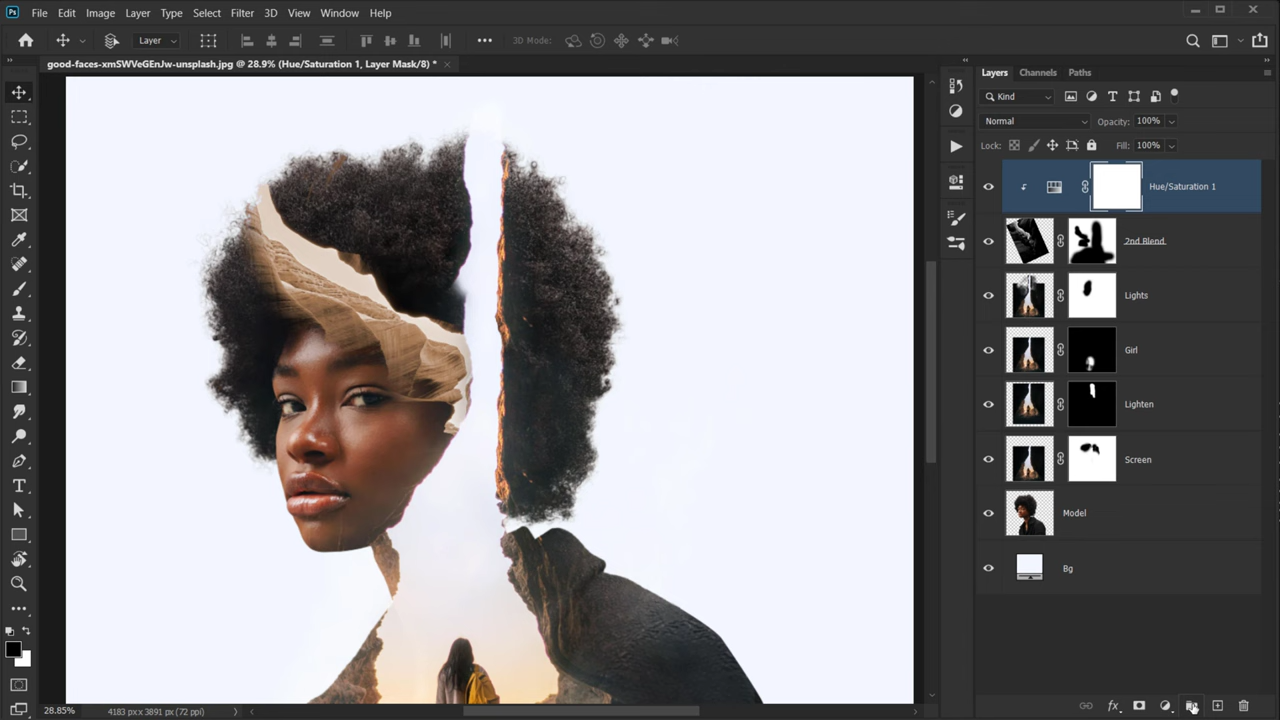 Ps File Edit Image Layer Type Select Filter 3D View Window Help
Layer 3D Mode:
good-faces-xmSWVeGEnJw-unsplash.jpg @ 28.9% (Hue/Saturation 1, Layer Mask/8) *
Layers Channels Paths
Kind
Normal Opacity: 100%
Lock: Fill: 100%
Hue/Saturation 1
2nd Blend
Lights
Girl
Lighten
Screen
Model
Bg
fx
28.85% 4183 px x 3891 px (72 ppi)